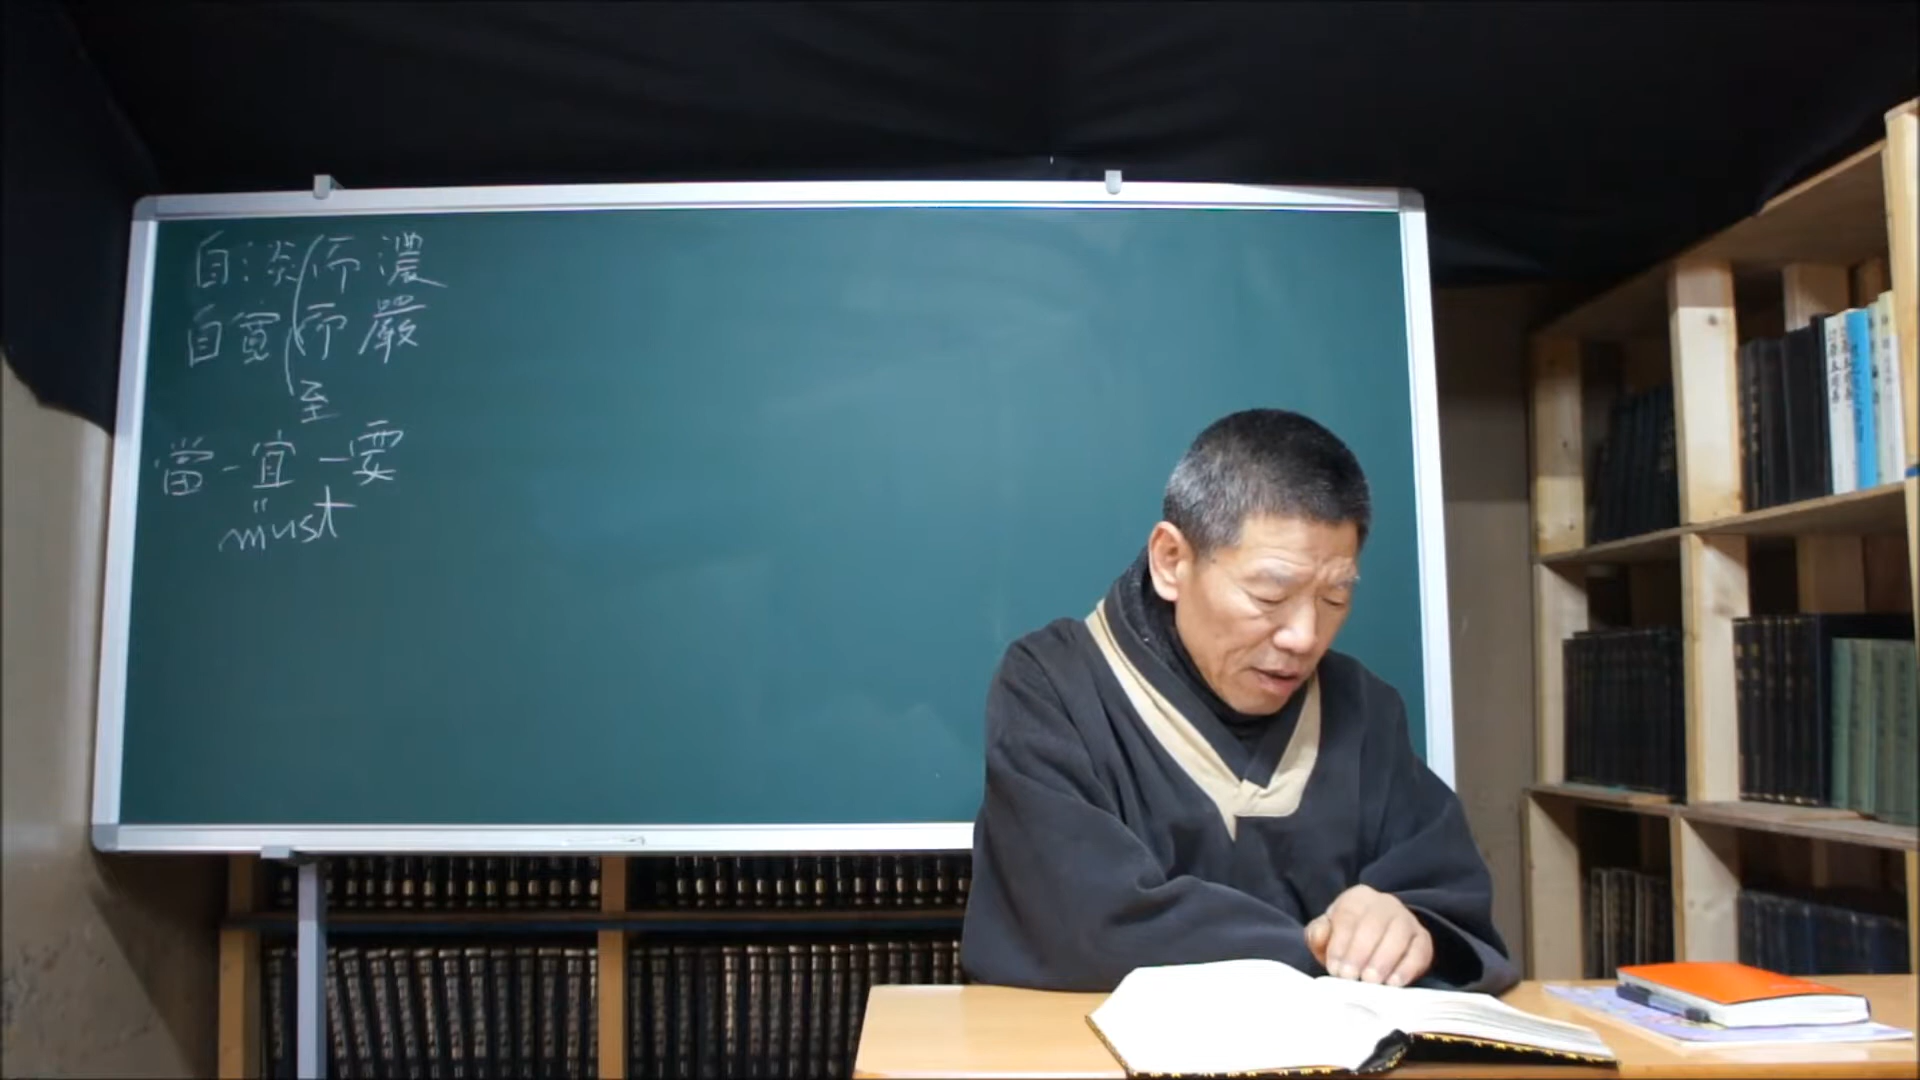 自淡而濃
自寬而嚴
至
當-宜-要
"
must